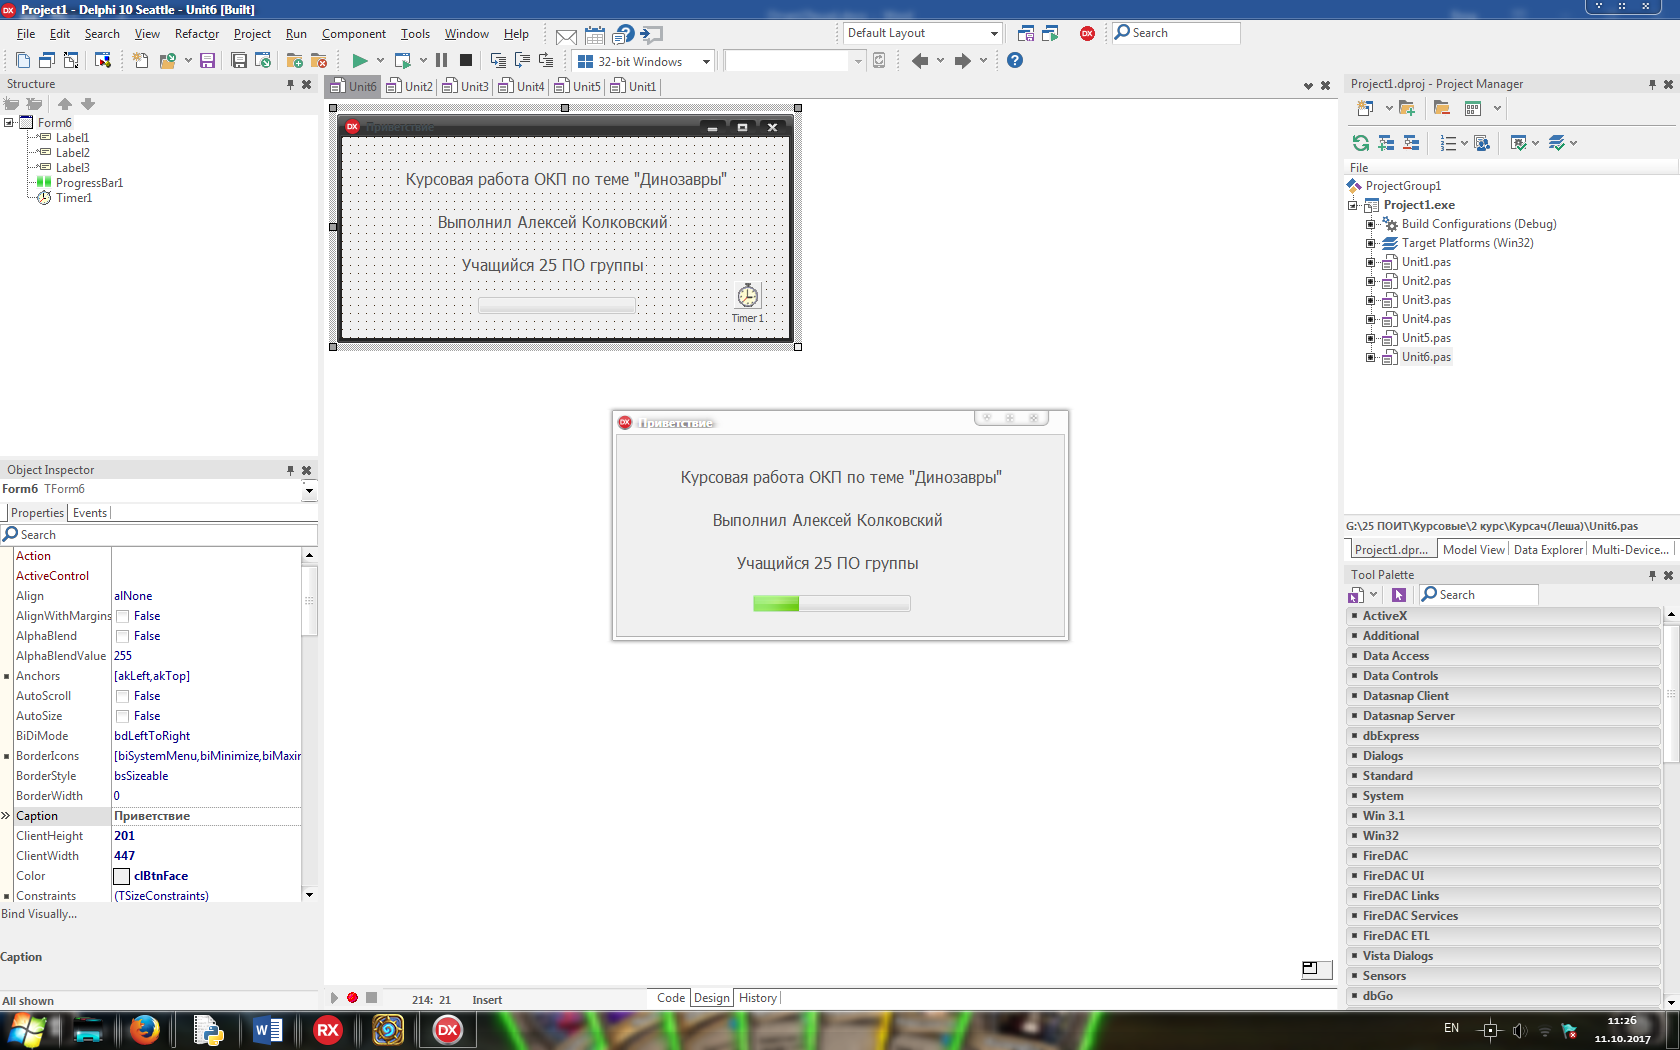 Project1 - Delphi 10 Seattle - Unit6 [Built]
File Edit Search View Refactor Project Run Component Tools Window Help
Default Layout
Search
32-bit Windows
Structure
Form6
Label1
Label2
Label3
ProgressBar1
Timer1
Object Inspector
Form6 TForm6
Properties Events
Search
Action
ActiveControl
Align alNone
AlignWithMargins False
AlphaBlend False
AlphaBlendValue 255
Anchors [akLeft,akTop]
AutoScroll False
AutoSize False
BiDiMode bdLeftToRight
BorderIcons [biSystemMenu,biMinimize,biMaxir
BorderStyle bsSizeable
BorderWidth 0
Caption Приветствие
ClientHeight 201
ClientWidth 447
Color clBtnFace
Constraints (TSizeConstraints)
Bind Visually...
Caption
All shown
Unit6 Unit2 Unit3 Unit4 Unit5 Unit1
Приветствие
Курсовая работа ОКП по теме "Динозавры"
Выполнил Алексей Колковский
Учащийся 25 ПО группы
Timer1
Приветствие
Курсовая работа ОКП по теме "Динозавры"
Выполнил Алексей Колковский
Учащийся 25 ПО группы
214: 21 Insert
Code Design History
Project1.dproj - Project Manager
File
ProjectGroup1
Project1.exe
Build Configurations (Debug)
Target Platforms (Win32)
Unit1.pas
Unit2.pas
Unit3.pas
Unit4.pas
Unit5.pas
Unit6.pas
G:\25 ПОИТ\Курсовые\2 курс\Курсач(Леша)\Unit6.pas
Project1.dpr... Model View Data Explorer Multi-Device...
Tool Palette
Search
ActiveX
Additional
Data Access
Data Controls
Datasnap Client
Datasnap Server
dbExpress
Dialogs
Standard
System
Win 3.1
Win32
FireDAC
FireDAC UI
FireDAC Links
FireDAC Services
FireDAC ETL
Vista Dialogs
Sensors
dbGo
RX
DX
EN
11:26
11.10.2017